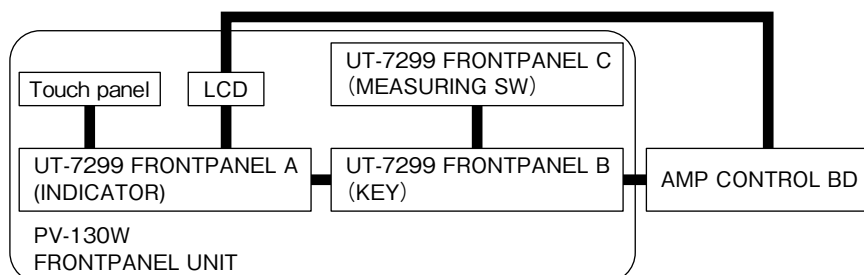 UT-7299 FRONTPANEL C
（MEASURING SW）
Touch panel
LCD
UT-7299 FRONTPANEL A
(INDICATOR)
UT-7299 FRONTPANEL B
（KEY）
AMP CONTROL BD
PV-130W
FRONTPANEL UNIT